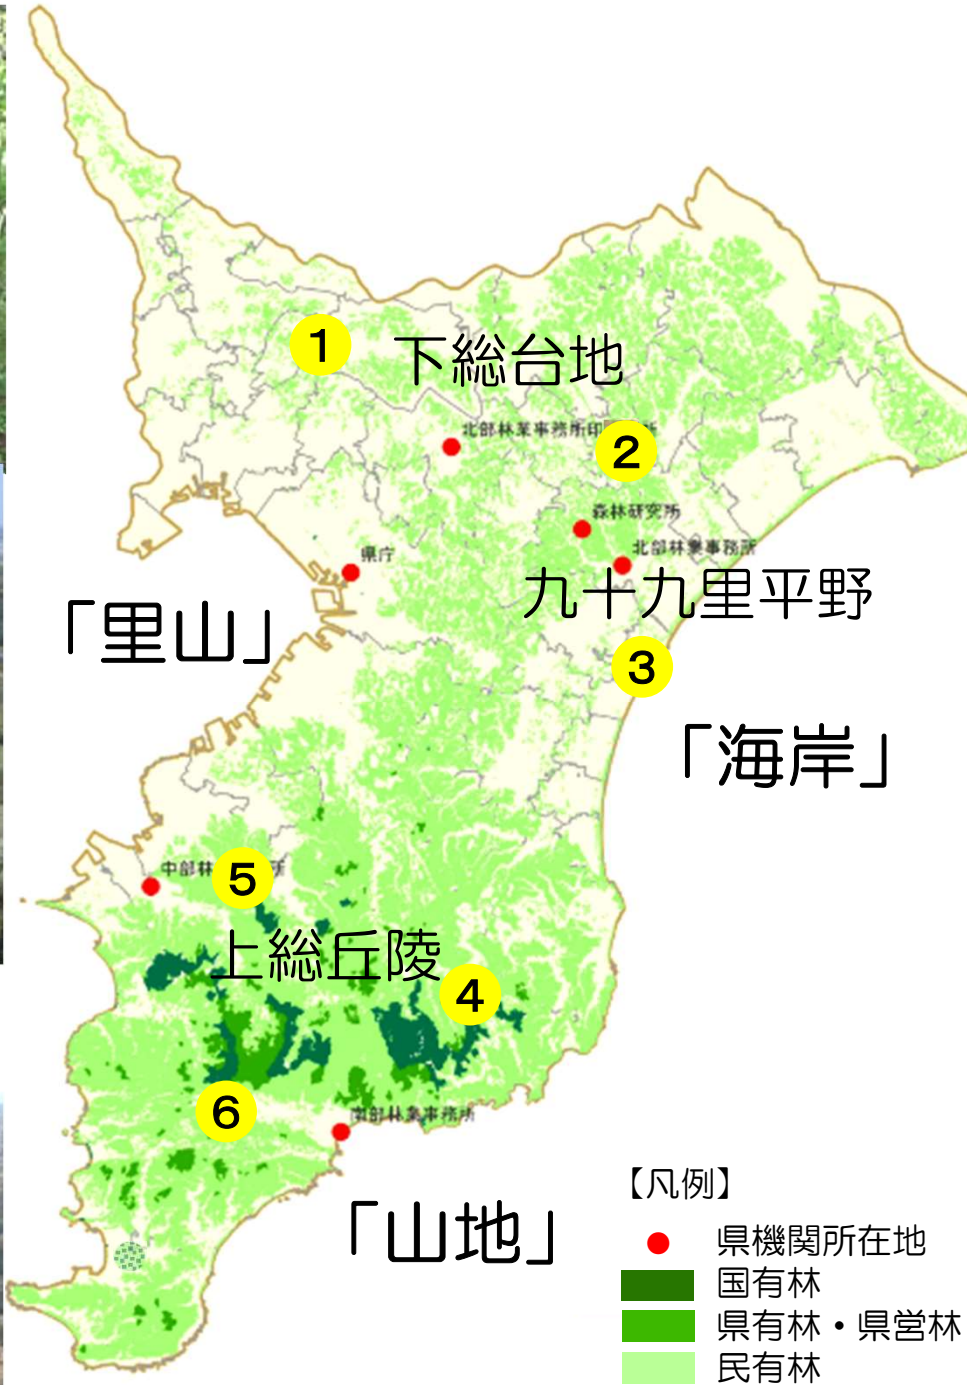 1
下総台地
北部林業事務所印
所
2
森林研究所
北部林業事務所
県庁
九十九里平野
「里山」
3
「海岸」
中部林
所
5
上総丘陵
4
6
南部林業事務所
「山地」
【凡例】
県機関所在地
国有林
県有林・県営林
民有林